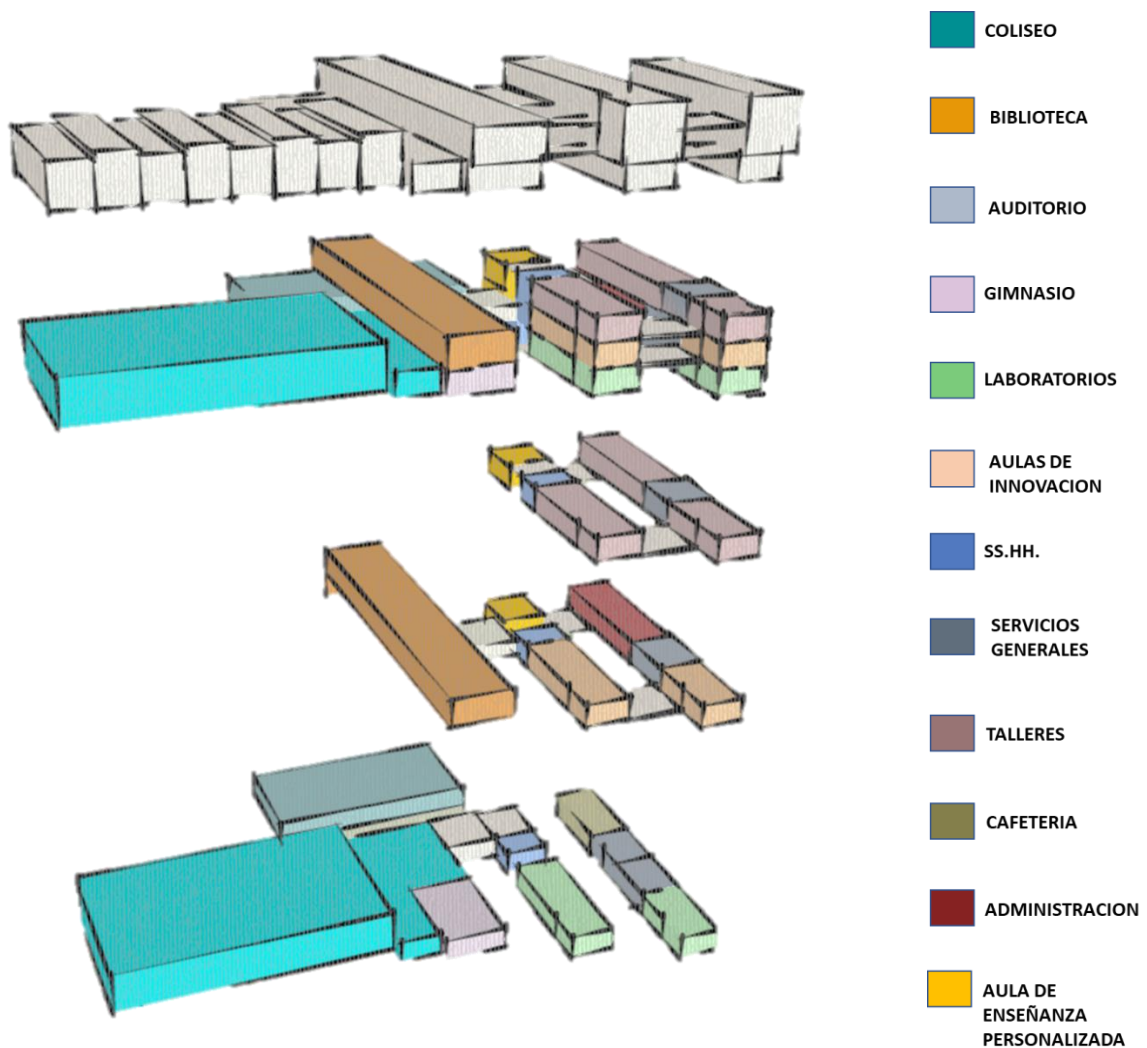 COLISEO
BIBLIOTECA
AUDITORIO
GIMNASIO
LABORATORIOS
AULAS DE
INNOVACION
SS.HH.
SERVICIOS
GENERALES
TALLERES
CAFETERIA
ADMINISTRACION
AULA DE
ENSEÑANZA
PERSONALIZADA